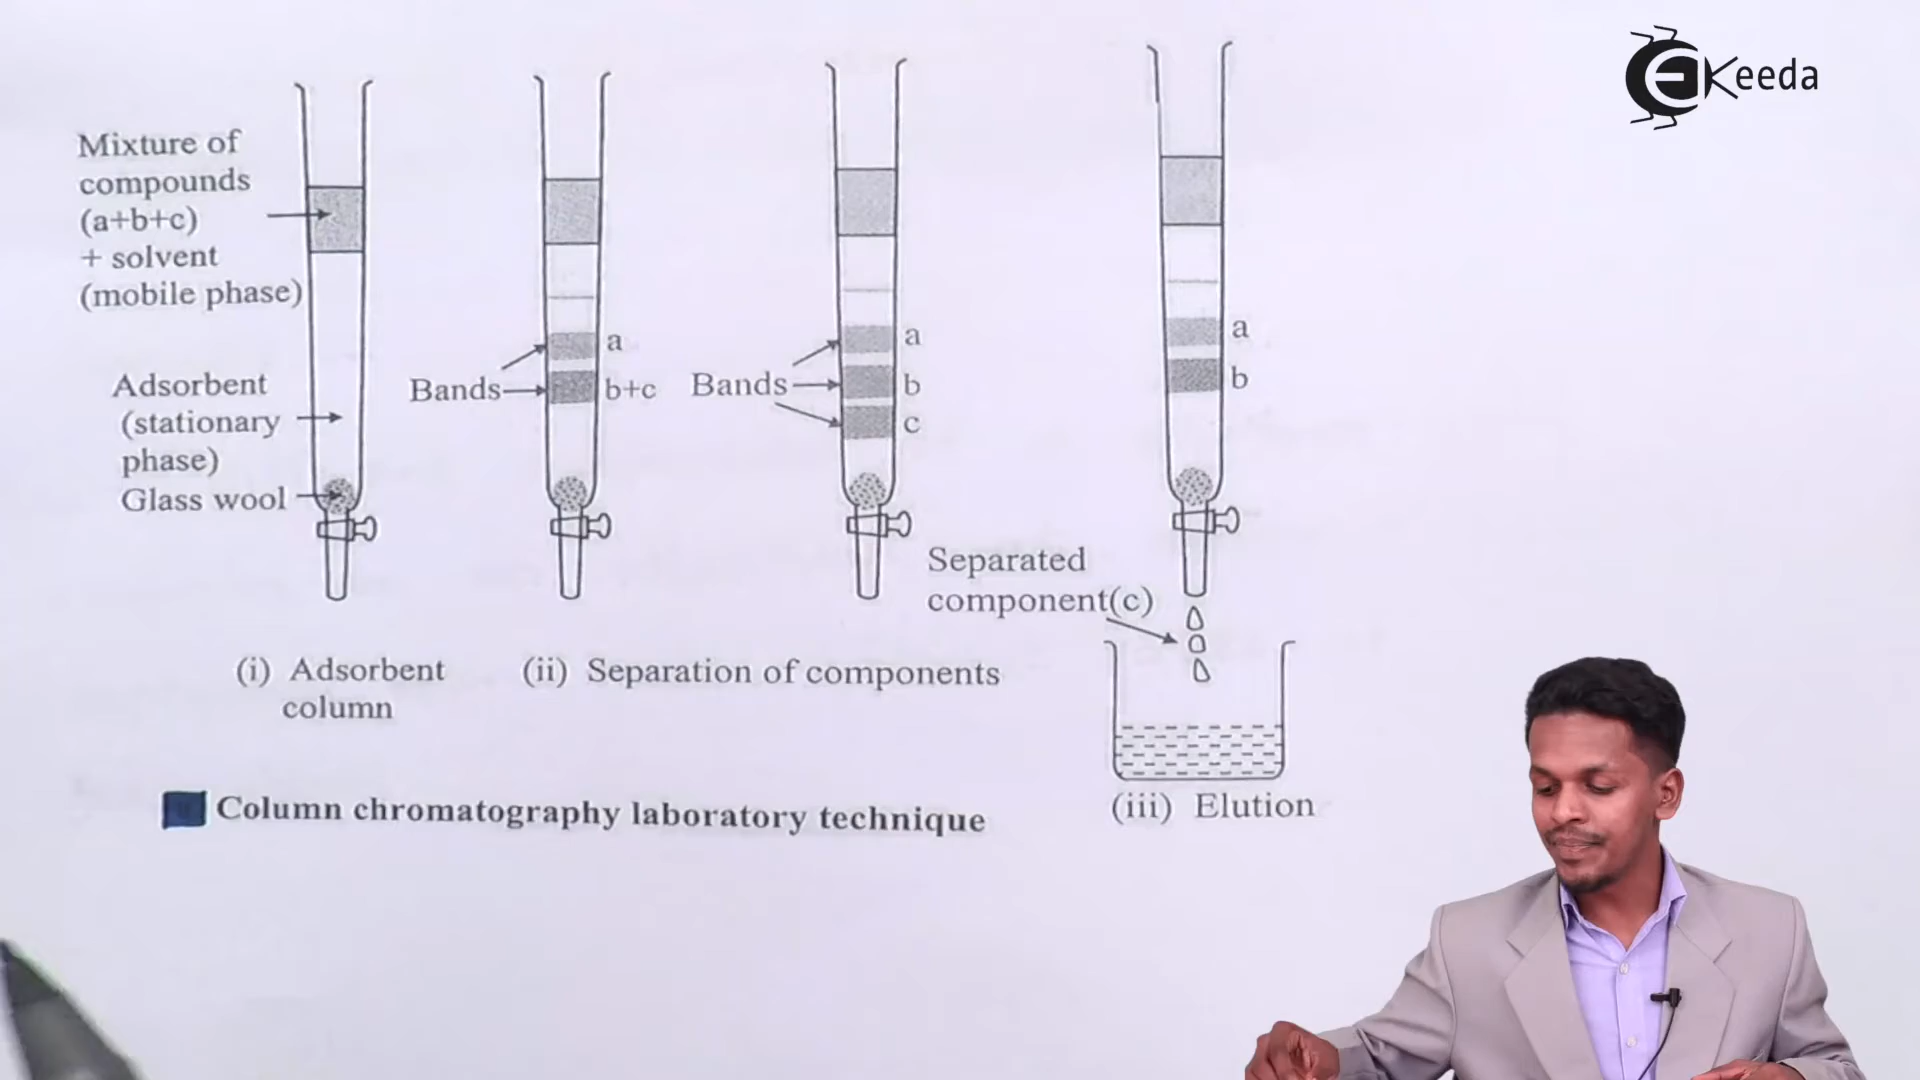 Keeda
Mixture of
compounds
(a+b+c)
+ solvent
(mobile phase)
Adsorbent
(stationary
phase)
Glass wool
Bands
a
b+c
Bands
a
b
c
a
b
Separated
component(c)
(i) Adsorbent
column
(ii) Separation of components
(iii) Elution
Column chromatography laboratory technique